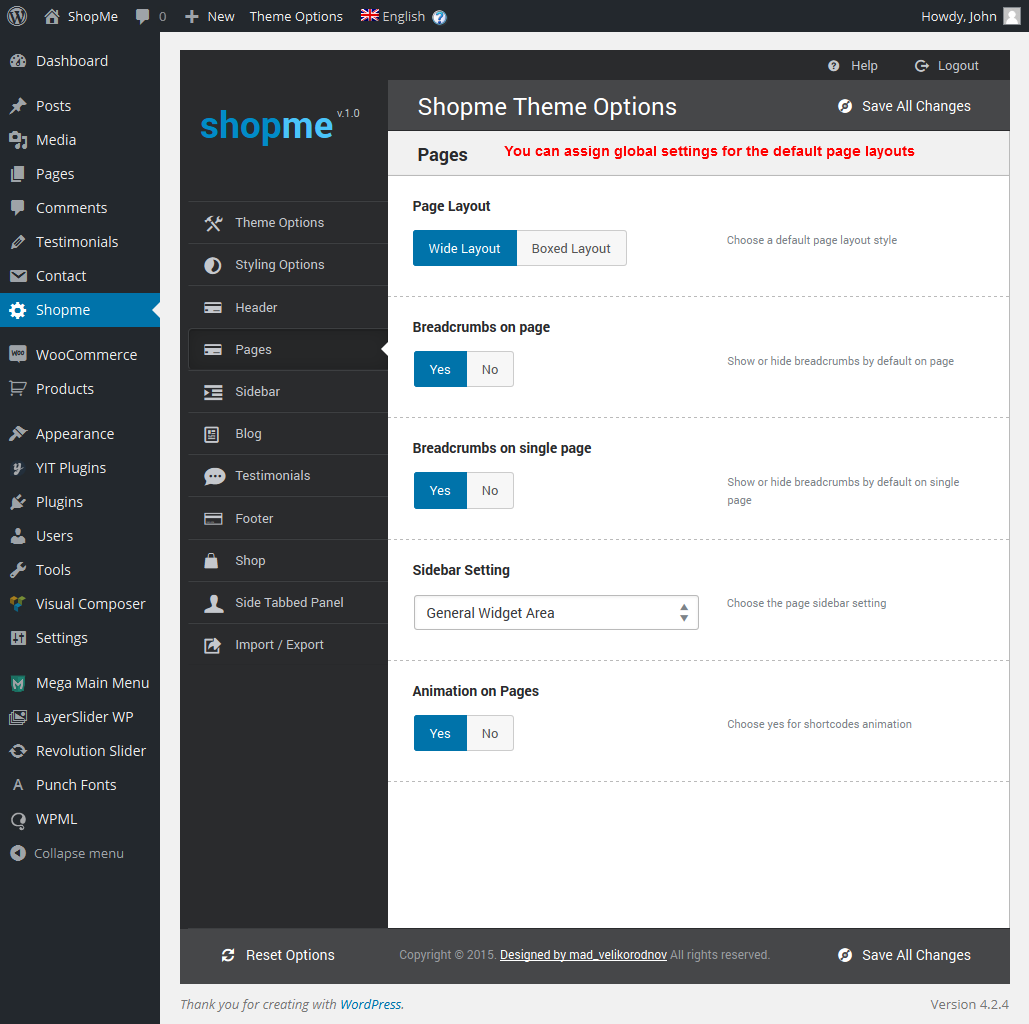 ShopMe 0 New Theme Options English Howdy, John
Dashboard
Posts
Media
Pages
Comments
Testimonials
Contact
Shopme
WooCommerce
Products
Appearance
YIT Plugins
Plugins
Users
Tools
Visual Composer
Settings
Mega Main Menu
LayerSlider WP
Revolution Slider
A Punch Fonts
WPML
Collapse menu
Help Logout
shopme v.1.0
Shopme Theme Options Save All Changes
Pages You can assign global settings for the default page layouts
Theme Options
Styling Options
Header
Pages
Sidebar
Blog
Testimonials
Footer
Shop
Side Tabbed Panel
Import / Export
Page Layout
Wide Layout Boxed Layout
Choose a default page layout style
Breadcrumbs on page
Yes No
Show or hide breadcrumbs by default on page
Breadcrumbs on single page
Yes No
Show or hide breadcrumbs by default on single
page
Sidebar Setting
General Widget Area
Choose the page sidebar setting
Animation on Pages
Yes No
Choose yes for shortcodes animation
Reset Options Copyright © 2015. Designed by mad_velikorodnov All rights reserved. Save All Changes
Thank you for creating with WordPress. Version 4.2.4